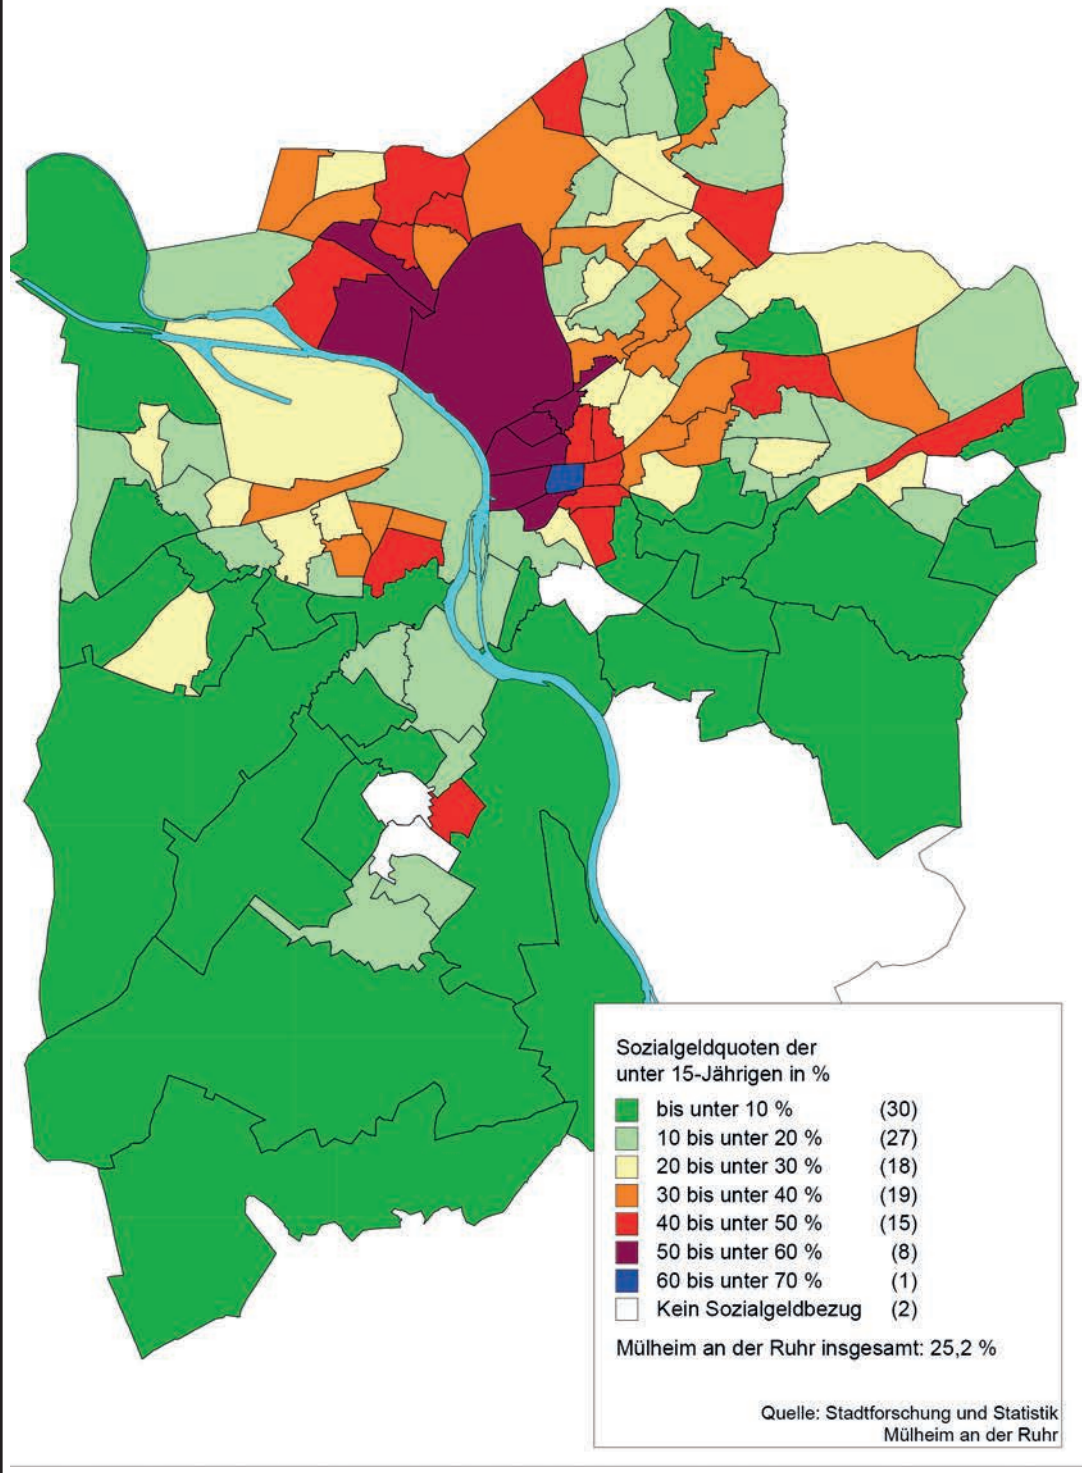 Sozialgeldquoten der
unter 15-Jährigen in %
bis unter 10 % (30)
10 bis unter 20 % (27)
20 bis unter 30 % (18)
30 bis unter 40 % (19)
40 bis unter 50 % (15)
50 bis unter 60 % (8)
60 bis unter 70 % (1)
Kein Sozialgeldbezug (2)
Mülheim an der Ruhr insgesamt: 25,2 %
Quelle: Stadtforschung und Statistik
Mülheim an der Ruhr